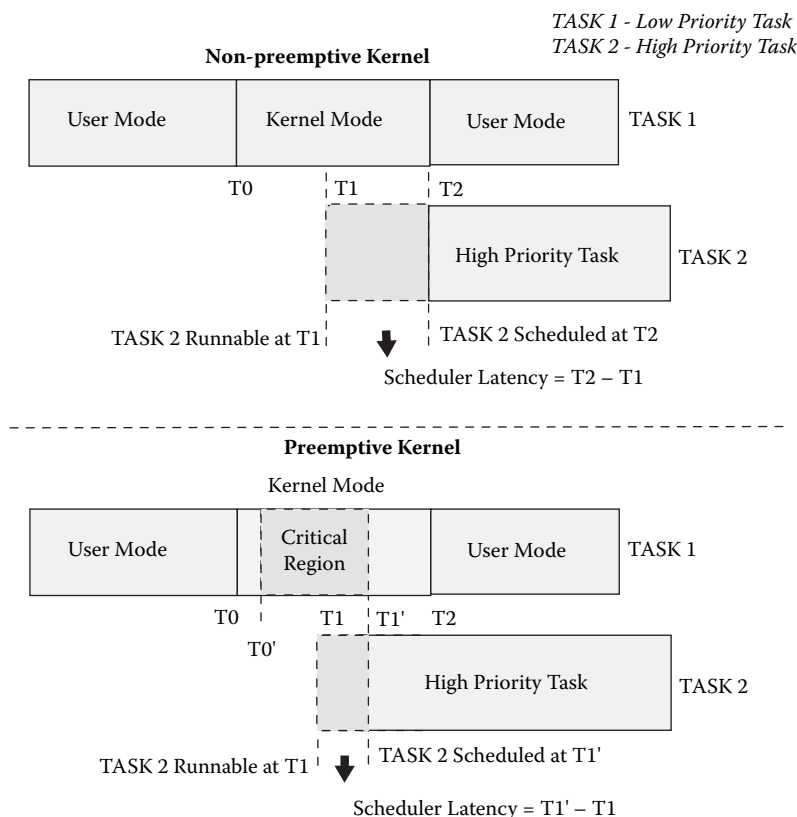 TASK 1 - Low Priority Task
TASK 2 - High Priority Task
Non-preemptive Kernel
User Mode
Kernel Mode
User Mode
TASK 1
T0
T1
T2
High Priority Task
TASK 2
TASK 2 Runnable at T1
TASK 2 Scheduled at T2
Scheduler Latency = T2 – T1
Preemptive Kernel
Kernel Mode
User Mode
Critical
Region
User Mode
TASK 1
T0
T1
T1'
T2
T0'
High Priority Task
TASK 2
TASK 2 Runnable at T1
TASK 2 Scheduled at T1'
Scheduler Latency = T1' – T1